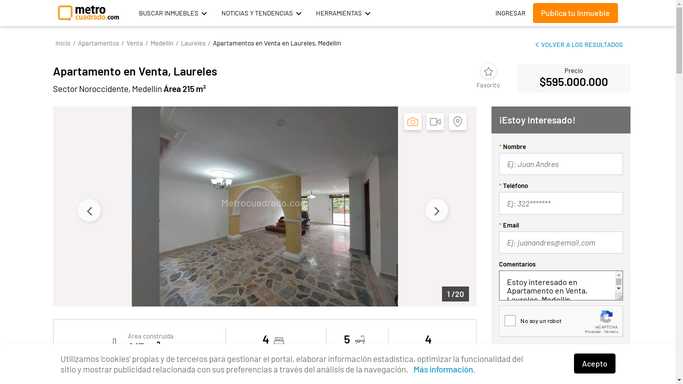 metro
cuadrado.com
BUSCAR INMUEBLES
NOTICIAS Y TENDENCIAS
HERRAMIENTAS
INGRESAR
Publica tu Inmueble
Inicio / Apartamentos / Venta / Medellín / Laureles / Apartamentos en Venta en Laureles, Medellín
VOLVER A LOS RESULTADOS
Apartamento en Venta, Laureles
Sector Noroccidente, Medellín Área 215 m²
Favorito
Precio
$595.000.000
Metrocuadrado.com
1 / 20
¡Estoy Interesado!
* Nombre
Ej: Juan Andres
* Teléfono
Ej: 322*******
* Email
Ej: juanandres@email.com
Comentarios
Estoy interesado en
Apartamento en Venta,
No soy un robot
reCAPTCHA
Privacidad - Términos
Área construida
4
5
4
Utilizamos 'cookies' propias y de terceros para gestionar el portal, elaborar información estadística, optimizar la funcionalidad del
sitio y mostrar publicidad relacionada con sus preferencias a través del análisis de la navegación. Más información.
Acepto